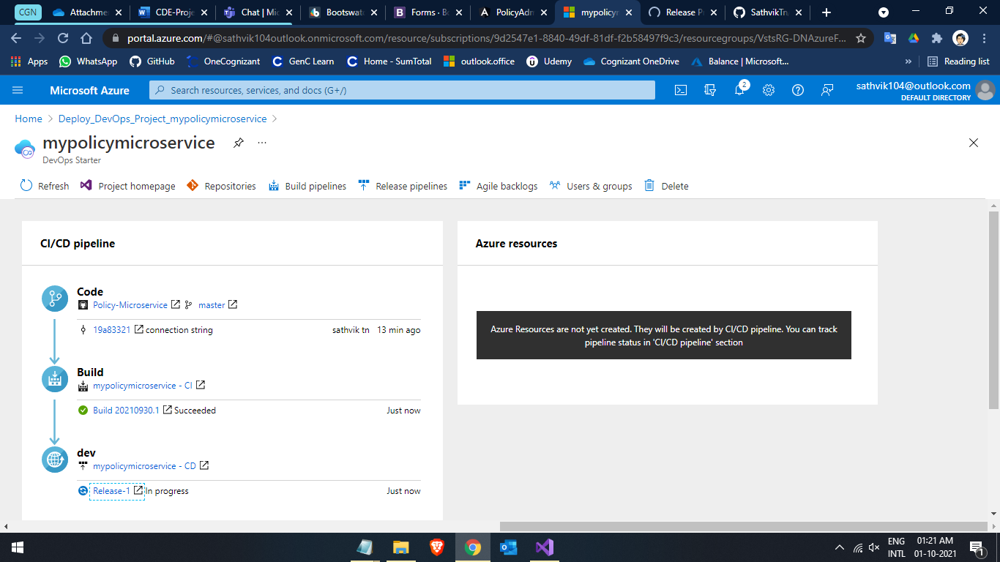 CGN
Attachmen
CDE-Proje
Chat | Mic
Bootswatc
Forms · Bo
PolicyAdm
mypolicym
Release Pi
SathvikTn
portal.azure.com/#@sathvik104outlook.onmicrosoft.com/resource/subscriptions/9d2547e1-8840-49df-81df-f2b58497f9c3/resourcegroups/VstsRG-DNAzureF...
Apps WhatsApp GitHub OneCognizant GenC Learn Home - SumTotal outlook.office Udemy Cognizant OneDrive Balance | Microsoft... » Reading list
Microsoft Azure
Search resources, services, and docs (G+/)
2
sathvik104@outlook.com
DEFAULT DIRECTORY
Home > Deploy_DevOps_Project_mypolicymicroservice >
mypolicymicroservice ...
DevOps Starter
Refresh Project homepage Repositories Build pipelines Release pipelines Agile backlogs Users & groups Delete
CI/CD pipeline
Code
Policy-Microservice master
19a83321 connection string sathvik tn 13 min ago
Build
mypolicymicroservice - CI
Build 20210930.1 Succeeded Just now
dev
mypolicymicroservice - CD
Release-1 In progress Just now
Azure resources
Azure Resources are not yet created. They will be created by CI/CD pipeline. You can track
pipeline status in 'CI/CD pipeline' section
ENG
INTL
01:21 AM
01-10-2021
1